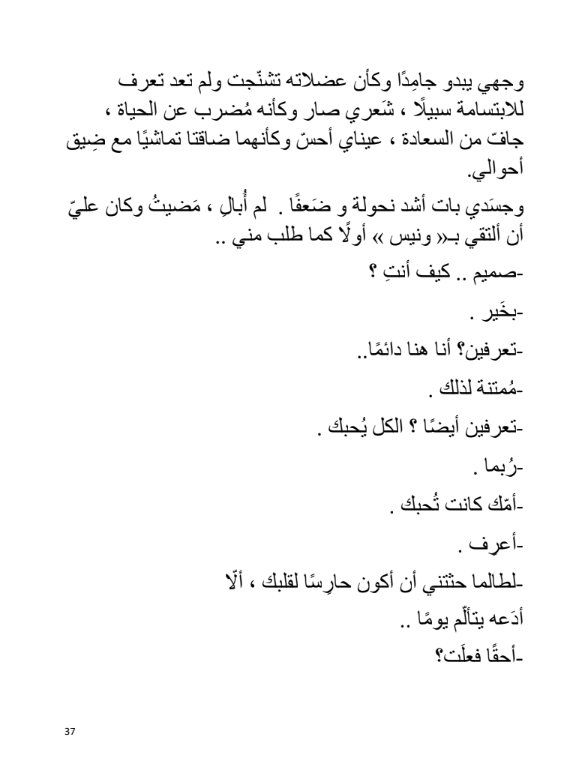 وجهي يبدو جامِدًا وكأن عضلاته تشنّجت ولم تعد تعرف
للابتسامة سبيلًا ، شَعري صار وكأنه مُضرب عن الحياة ،
جافّ من السعادة ، عيناي أحسّ وكأنهما ضاقتا تماشيًا مع ضِيق
أحوالي.
وجسَدي بات أشد نحولة و ضَعفًا . لم أُبالِ ، مَضيتُ وكان عليّ
أن ألتقي بـ« ونيس » أولًا كما طلب مني ..
-صميم .. كيف أنتِ ؟
-بخَير .
-تعرفين؟ أنا هنا دائمًا..
-مُمتنة لذلك .
-تعرفين أيضًا ؟ الكل يُحبك .
-رُبما .
-أمّك كانت تُحبك .
-أعرف .
-لطالما حثتني أن أكون حارِسًا لقلبك ، ألّا
أدَعه يتألّم يومًا ..
-أحقًا فعلَت؟
37